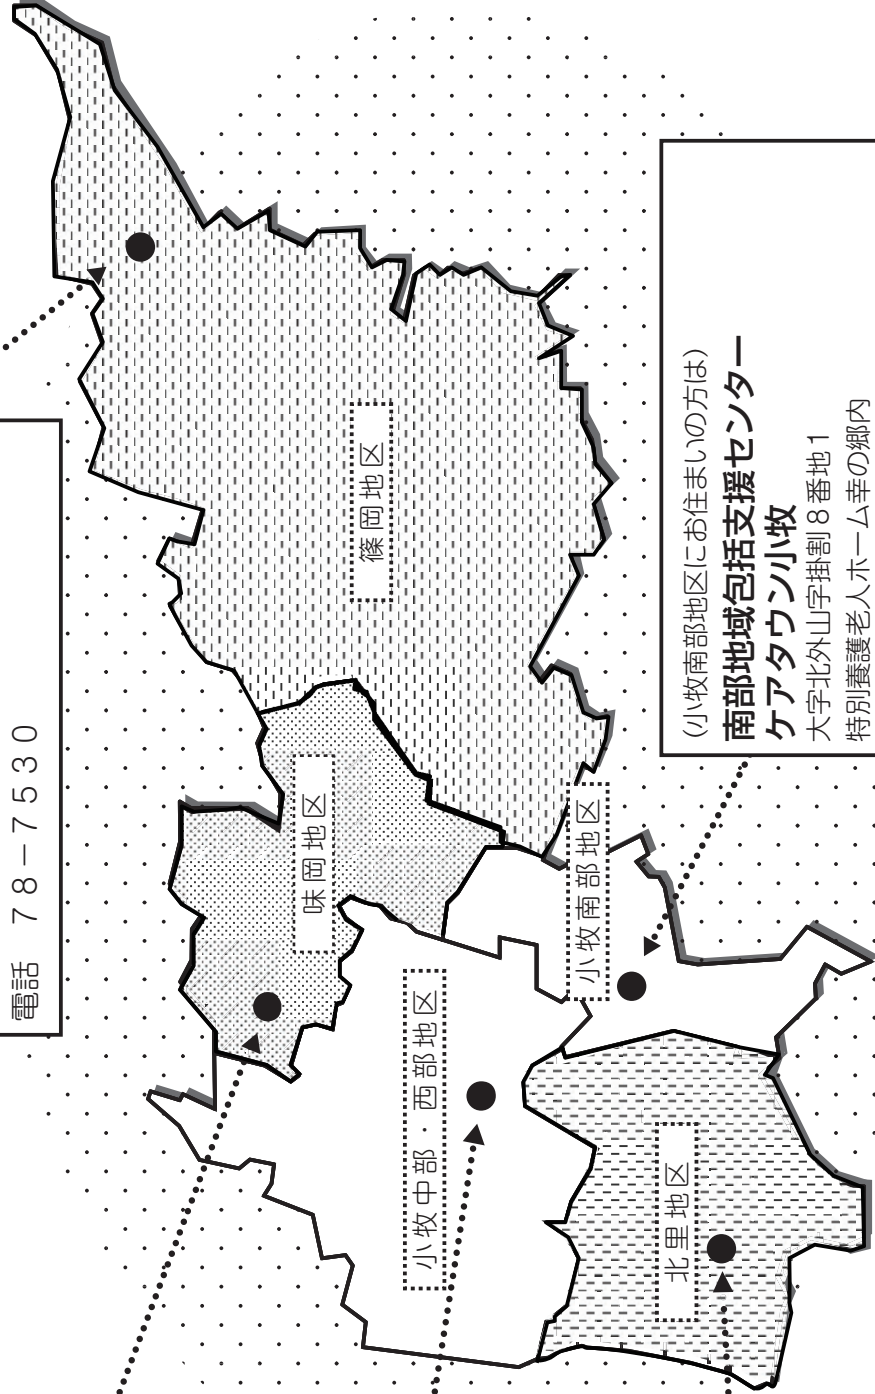 電話 78－7530
篠岡地区
味岡地区
小牧南部地区
小牧中部・西部地区
北里地区
(小牧南部地区にお住まいの方は)
南部地域包括支援センター
ケアタウン小牧
大字北外山字掛割8番地1
特別養護老人ホーム幸の郷内